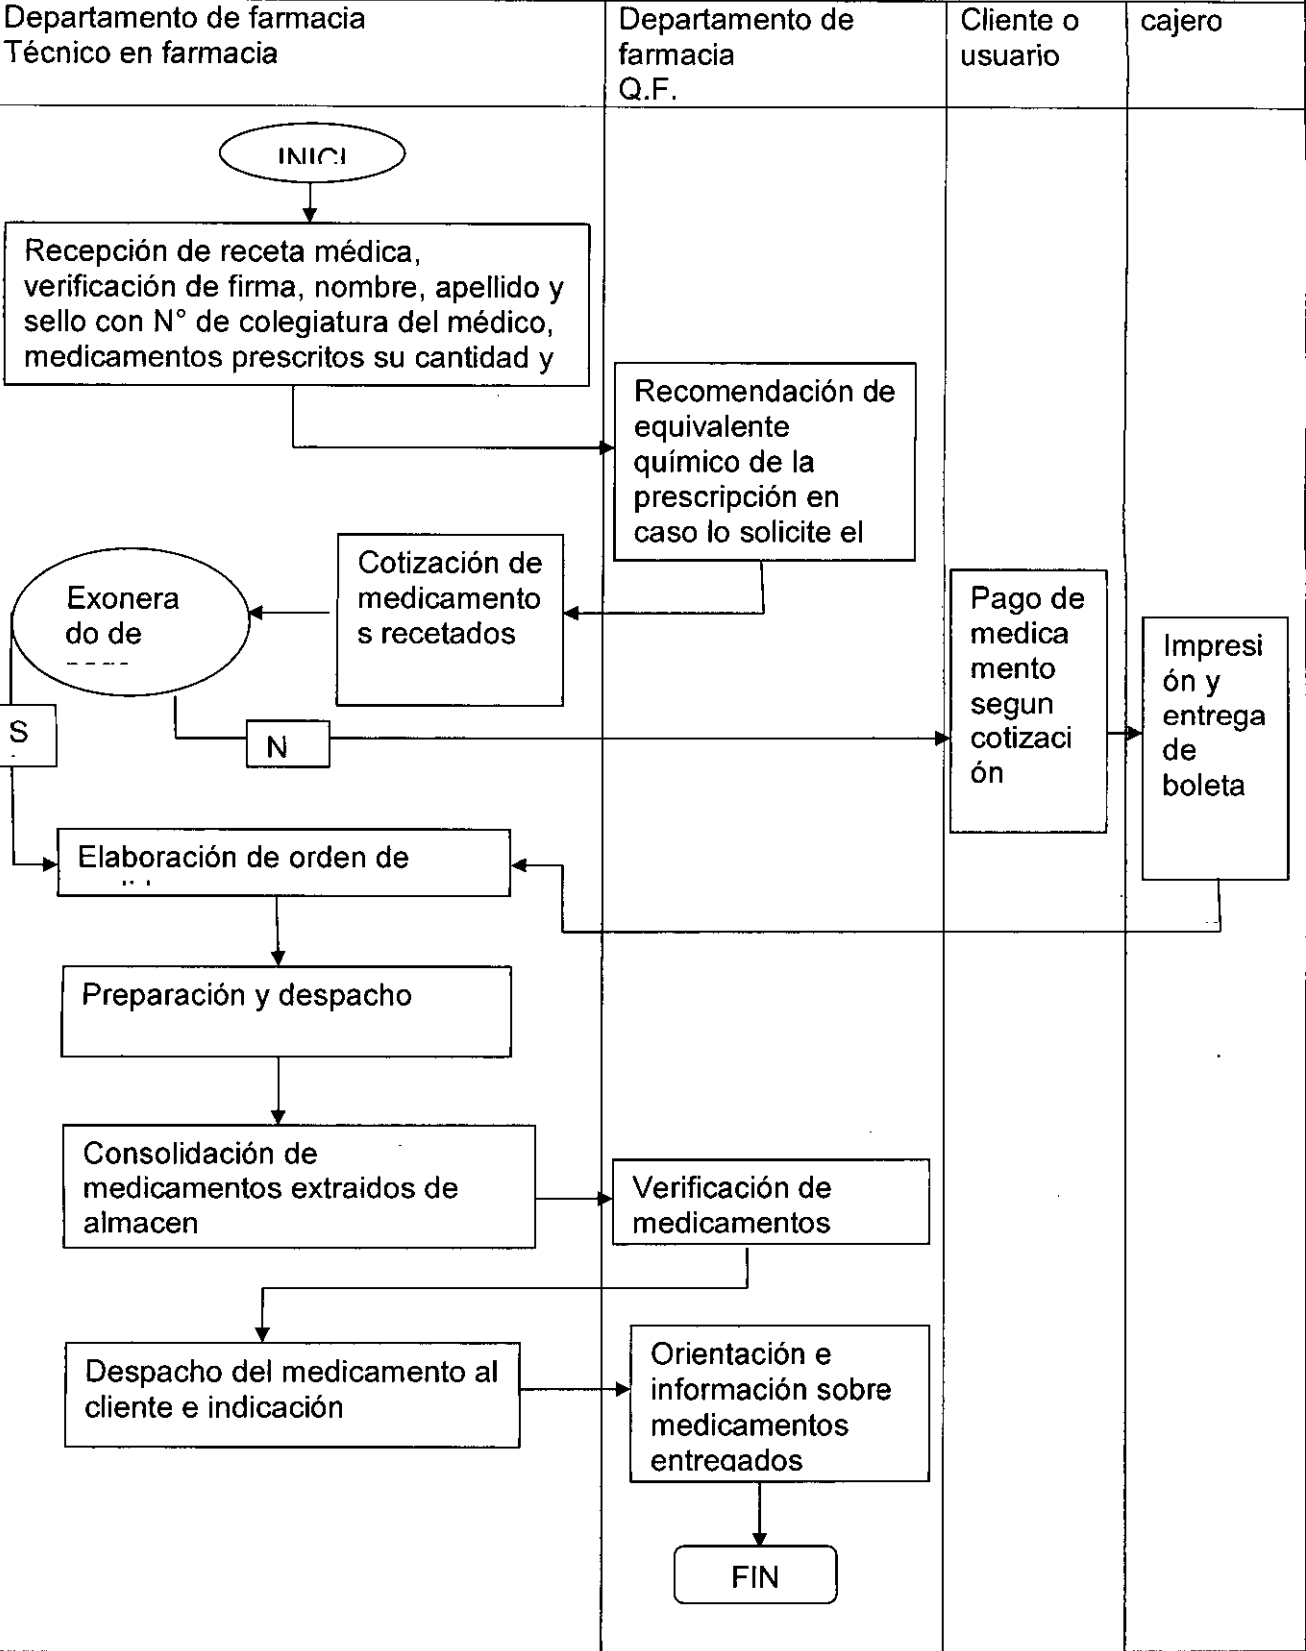 Departamento de farmacia
Técnico en farmacia
Departamento de
farmacia
Q.F.
Cliente o
usuario
cajero
INICI
Recepción de receta médica,
verificación de firma, nombre, apellido y
sello con N° de colegiatura del médico,
medicamentos prescritos su cantidad y
Recomendación de
equivalente
químico de la
prescripción en
caso lo solicite el
Cotización de
medicamento
s recetados
Exonera
do de
S
N
Pago de
medica
mento
segun
cotizaci
ón
Impresi
ón y
entrega
de
boleta
Elaboración de orden de
Preparación y despacho
Consolidación de
medicamentos extraidos de
almacen
Verificación de
medicamentos
Despacho del medicamento al
cliente e indicación
Orientación e
información sobre
medicamentos
entregados
FIN